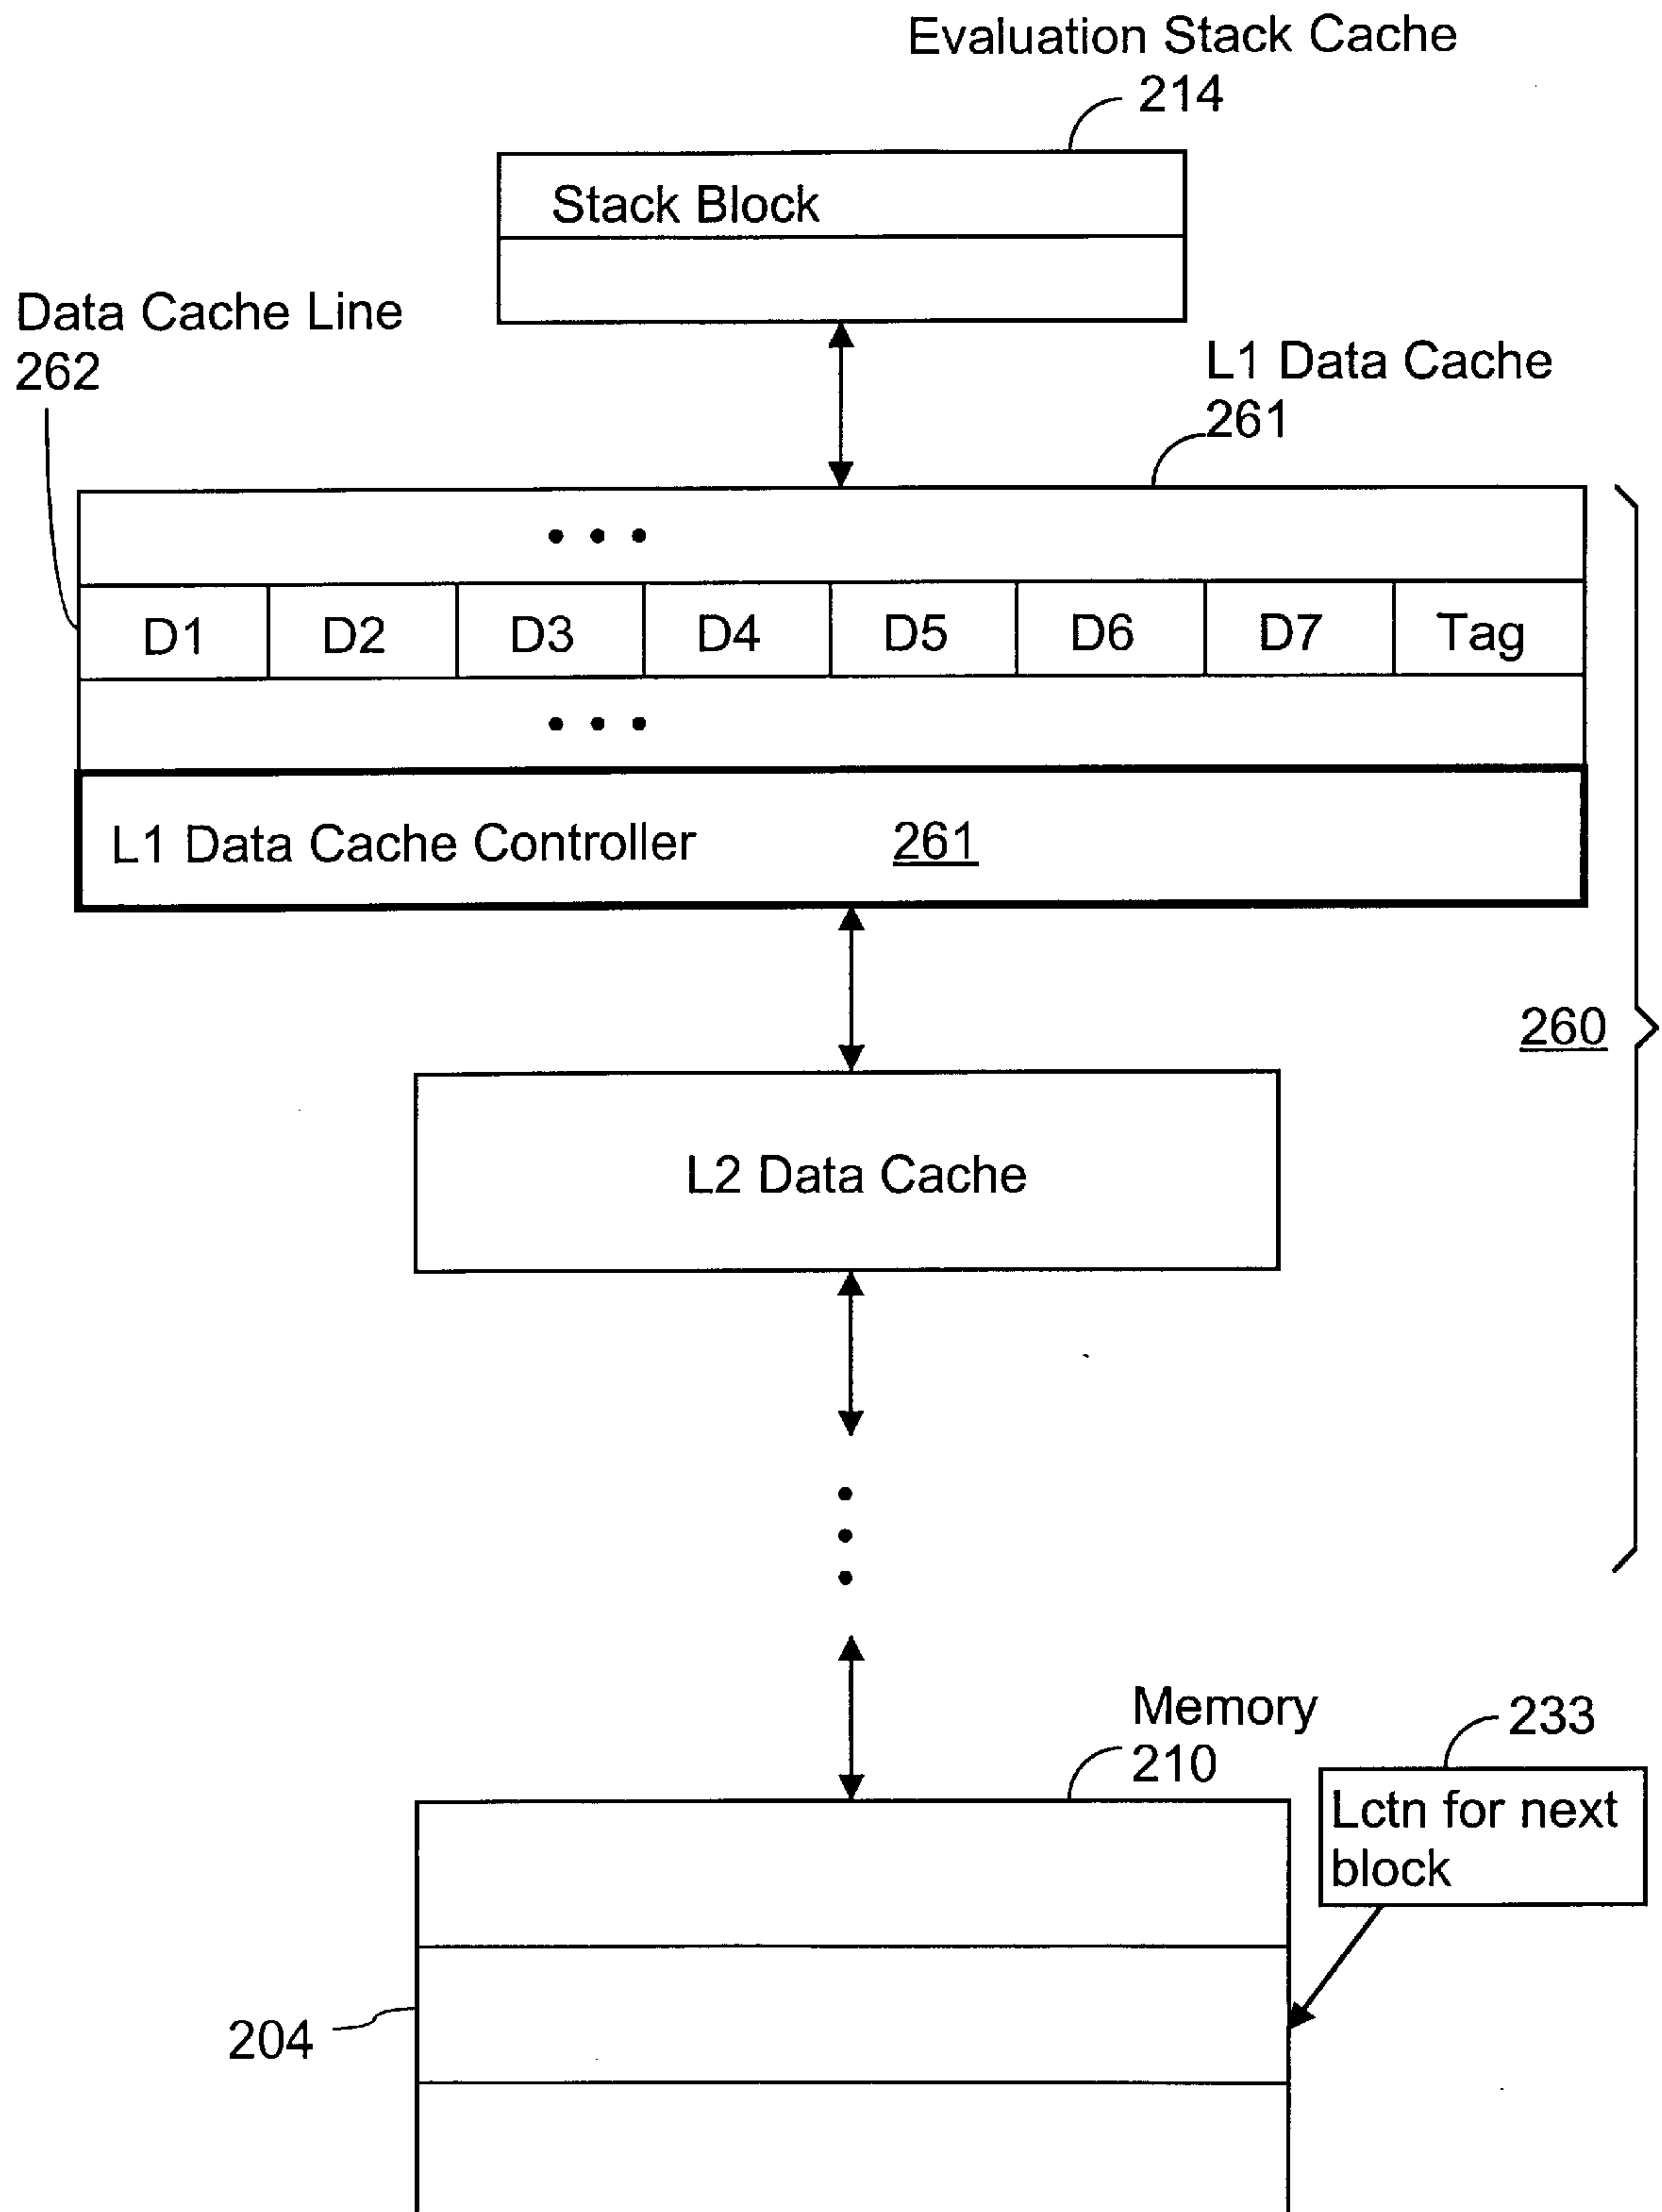 Evaluation Stack Cache
214
Stack Block
Data Cache Line
262
L1 Data Cache
261
D1 D2 D3 D4 D5 D6 D7 Tag
L1 Data Cache Controller 261
260
L2 Data Cache
Memory
210
233
Lctn for next
block
204